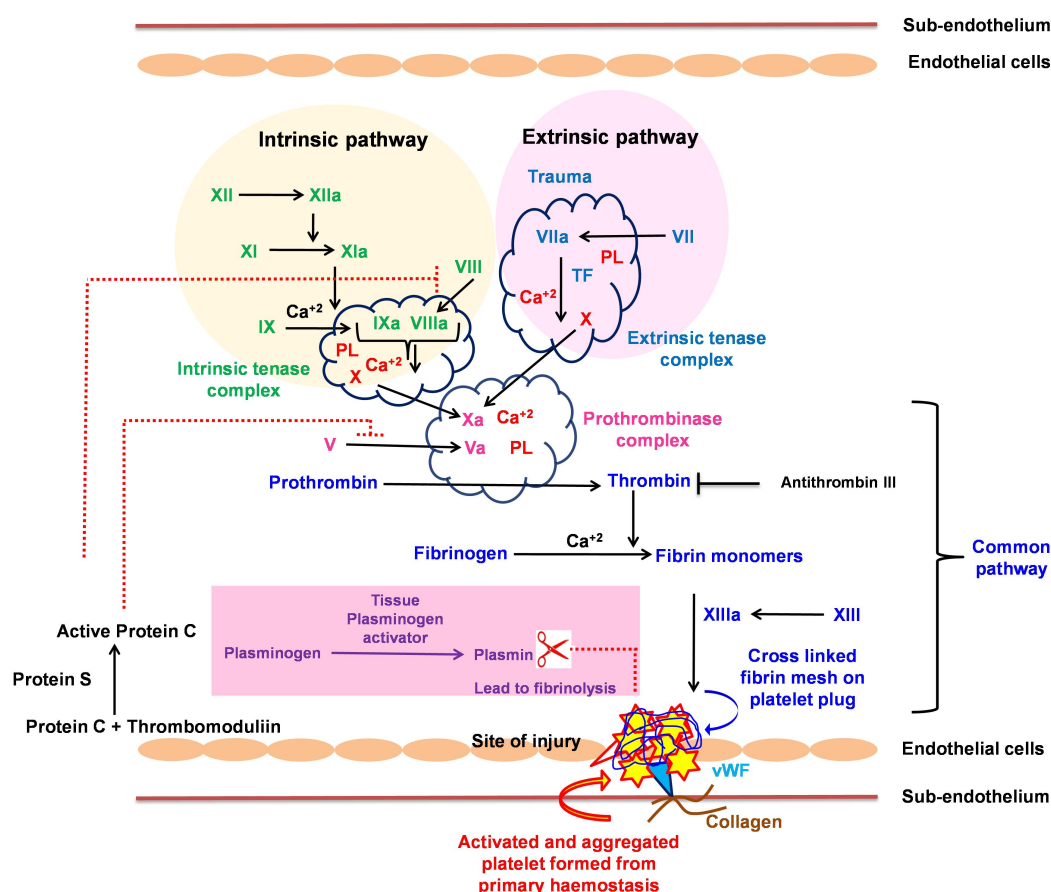 Sub-endothelium
Endothelial cells
Intrinsic pathway
Extrinsic pathway
Trauma
XII
XIIa
VIIa
VII
PL
XI
XIa
VIII
TF
Ca+2
X
Ca+2
IX
IXa VIIIa
PL
Ca+2
X
Intrinsic tenase
complex
Extrinsic tenase
complex
Xa
Ca+2
Prothrombinase
complex
V
Va
PL
Prothrombin
Thrombin
Antithrombin III
Fibrinogen
Ca+2
Fibrin monomers
Common
pathway
Tissue
Plasminogen
activator
Plasminogen
Plasmin
Lead to fibrinolysis
XIIIa
XIII
Cross linked
fibrin mesh on
platelet plug
Active Protein C
Protein S
Protein C + Thrombomoduliin
Site of injury
Endothelial cells
vWF
Sub-endothelium
Collagen
Activated and aggregated
platelet formed from
primary haemostasis